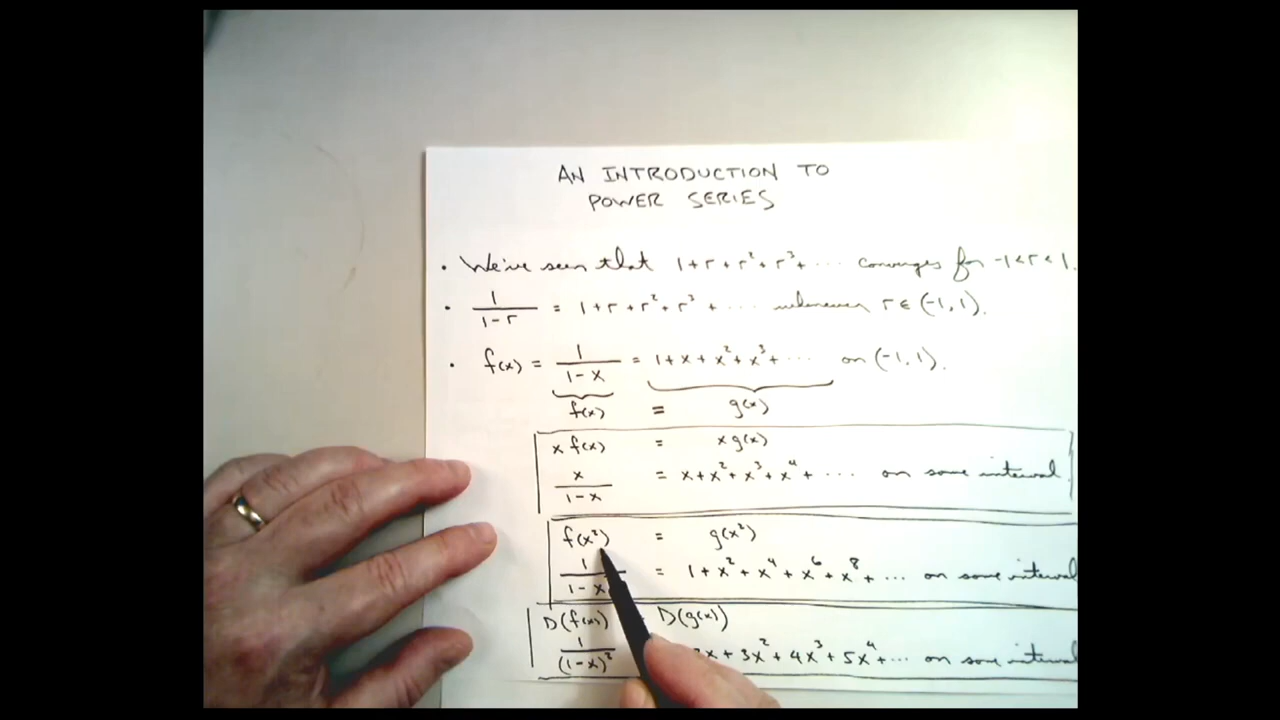 AN INTRODUCTION TO
POWER SERIES
• We've seen that 1+r+r²+r³+ ···· converges for -1<r<1.
• 1/(1-r) = 1+r+r²+r³+ ···· whenever r∈(-1,1).
• f(x) = 1/(1-x) = 1+x+x²+x³+ ···· on (-1,1).
f(x) = g(x)
x f(x) = x g(x)
x/(1-x) = x+x²+x³+x⁴+ ···· on some interval.
f(x²) = g(x²)
1/(1-x = 1+x²+x⁴+x⁶+x⁸+ ··· on some interval
D(f(x)) = D(g(x))
1/(1-x)² x+3x²+4x³+5x⁴+··· on some interval